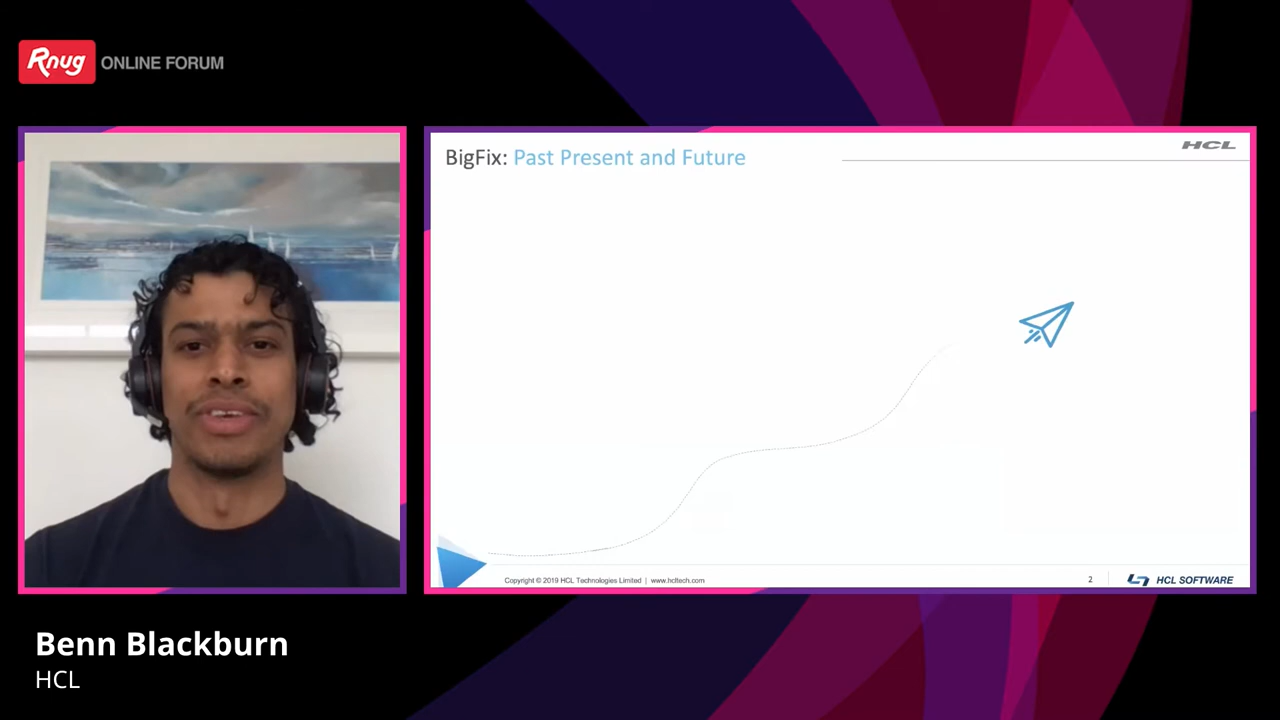 Rnug ONLINE FORUM
BigFix: Past Present and Future
HCL
Copyright © 2019 HCL Technologies Limited | www.hcltech.com
2
HCL SOFTWARE
Benn Blackburn
HCL